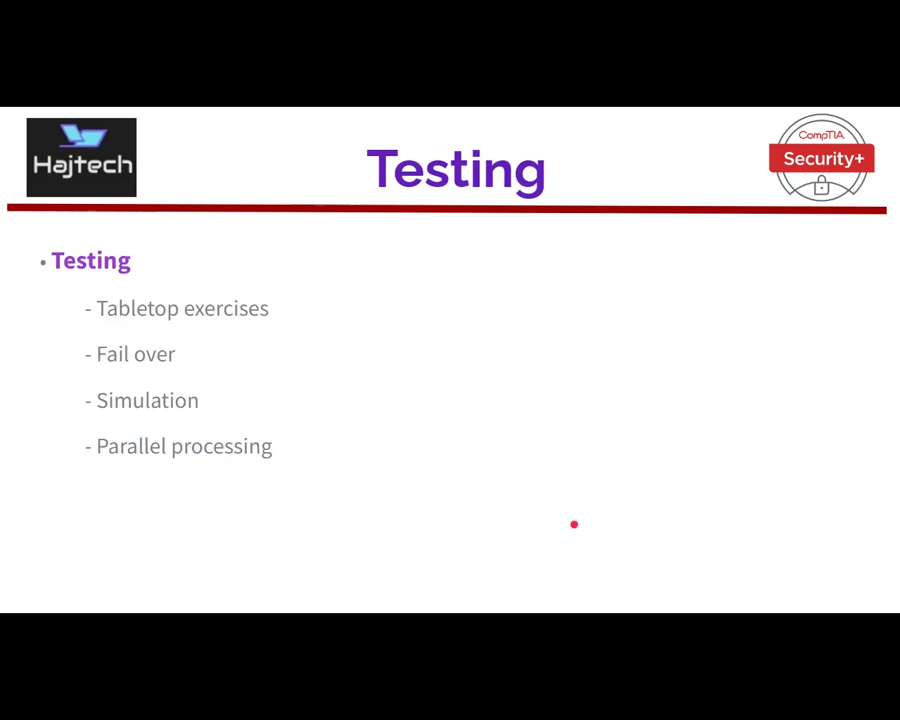 Hajtech
Testing
CompTIA
Security+
• Testing
- Tabletop exercises
- Fail over
- Simulation
- Parallel processing